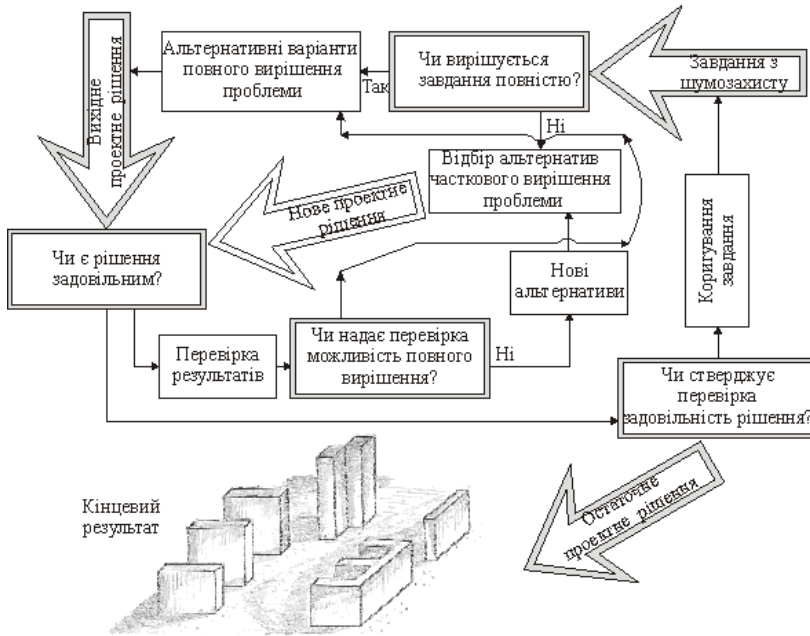 Вихідне
проектне рішення
Альтернативні варіанти
повного вирішення
проблеми
Так
Чи вирішується
завдання повністю?
Завдання з
шумозахисту
Ні
Відбір альтернатив
часткового вирішення
проблеми
Нове проектне
рішення
Чи є рішення
задовільним?
Нові
альтернативи
Коригування
завдання
Перевірка
результатів
Чи надає перевірка
можливість повного
вирішення?
Ні
Чи стверджує
перевірка
задовільність рішення?
Остаточне
проектне рішення
Кінцевий
результат